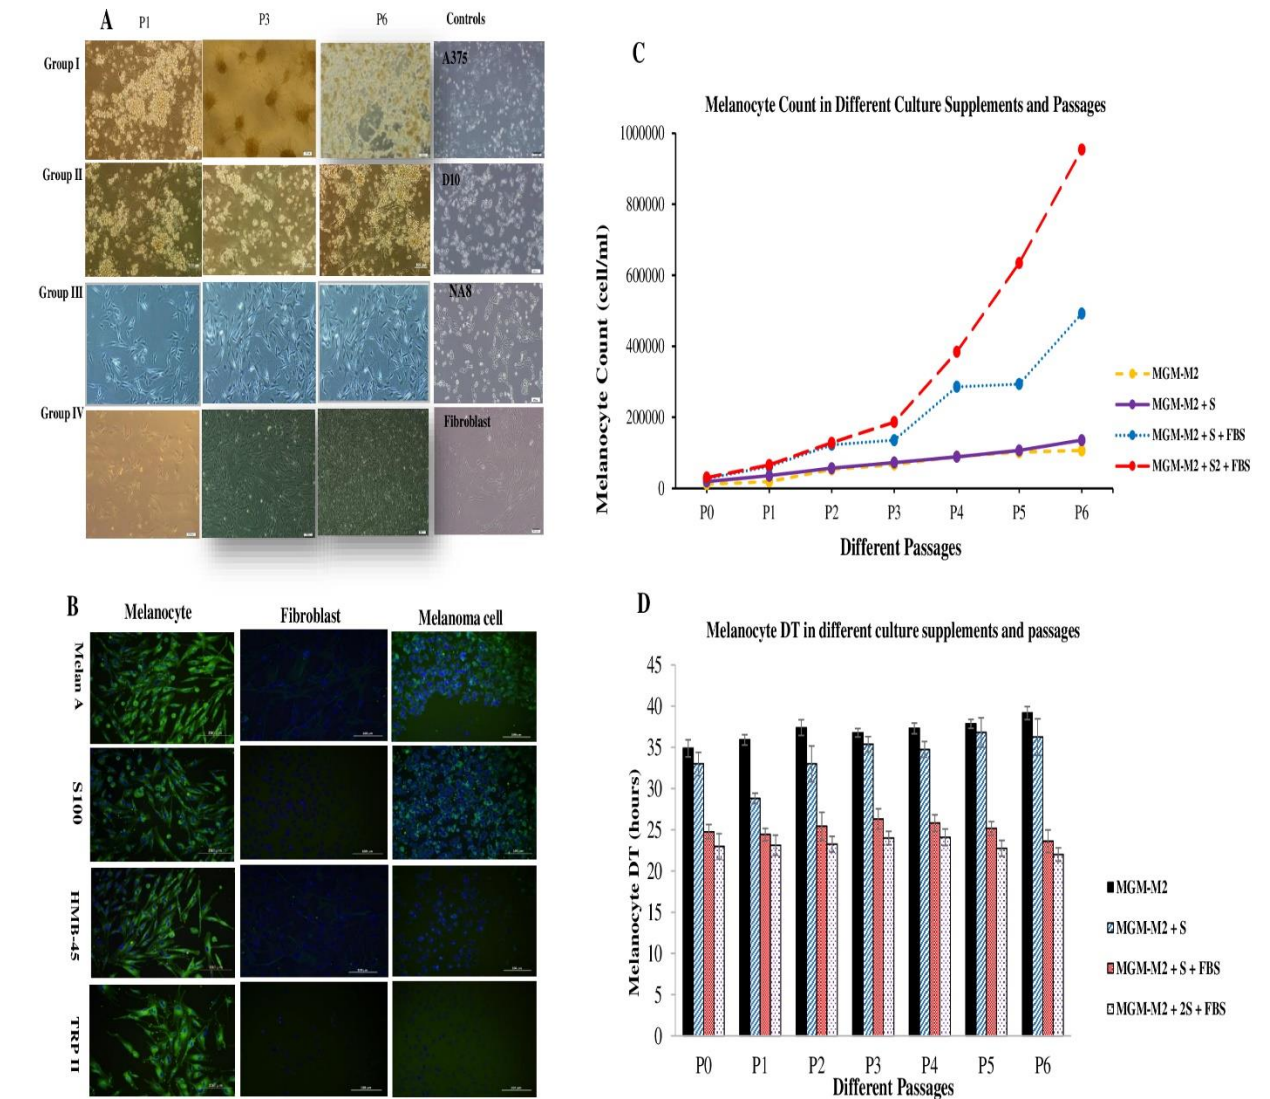 A
P1 P3 P6 Controls
Group I
A375
Group II
D10
Group III
NA8
Group IV
Fibroblast
B
Melanocyte Fibroblast Melanoma cell
Melan A
S 100
HMB-45
TRP II
C
Melanocyte Count in Different Culture Supplements and Passages
Melanocyte Count (cell/ml)
1000000
800000
600000
400000
200000
0
P0 P1 P2 P3 P4 P5 P6
Different Passages
MGM-M2
MGM-M2 + S
MGM-M2 + S + FBS
MGM-M2 + S2 + FBS
D
Melanocyte DT in different culture supplements and passages
Melanocyte DT (hours)
45
40
35
30
25
20
15
10
5
0
P0 P1 P2 P3 P4 P5 P6
Different Passages
MGM-M2
MGM-M2 + S
MGM-M2 + S + FBS
MGM-M2 + 2S + FBS